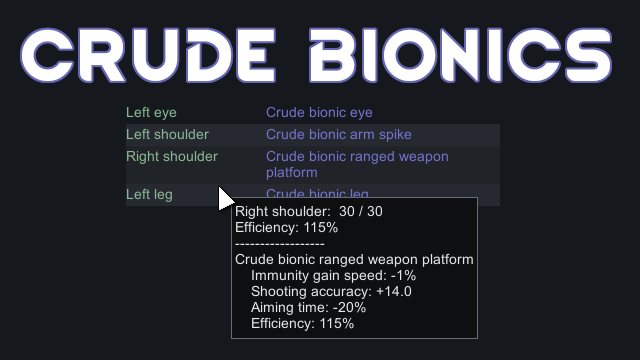 CRUDE BIONICS
Left eye Crude bionic eye
Left shoulder Crude bionic arm spike
Right shoulder Crude bionic ranged weapon
platform
Left leg Crude bionic leg
Right shoulder: 30 / 30
Efficiency: 115%
------------------
Crude bionic ranged weapon platform
Immunity gain speed: -1%
Shooting accuracy: +14.0
Aiming time: -20%
Efficiency: 115%